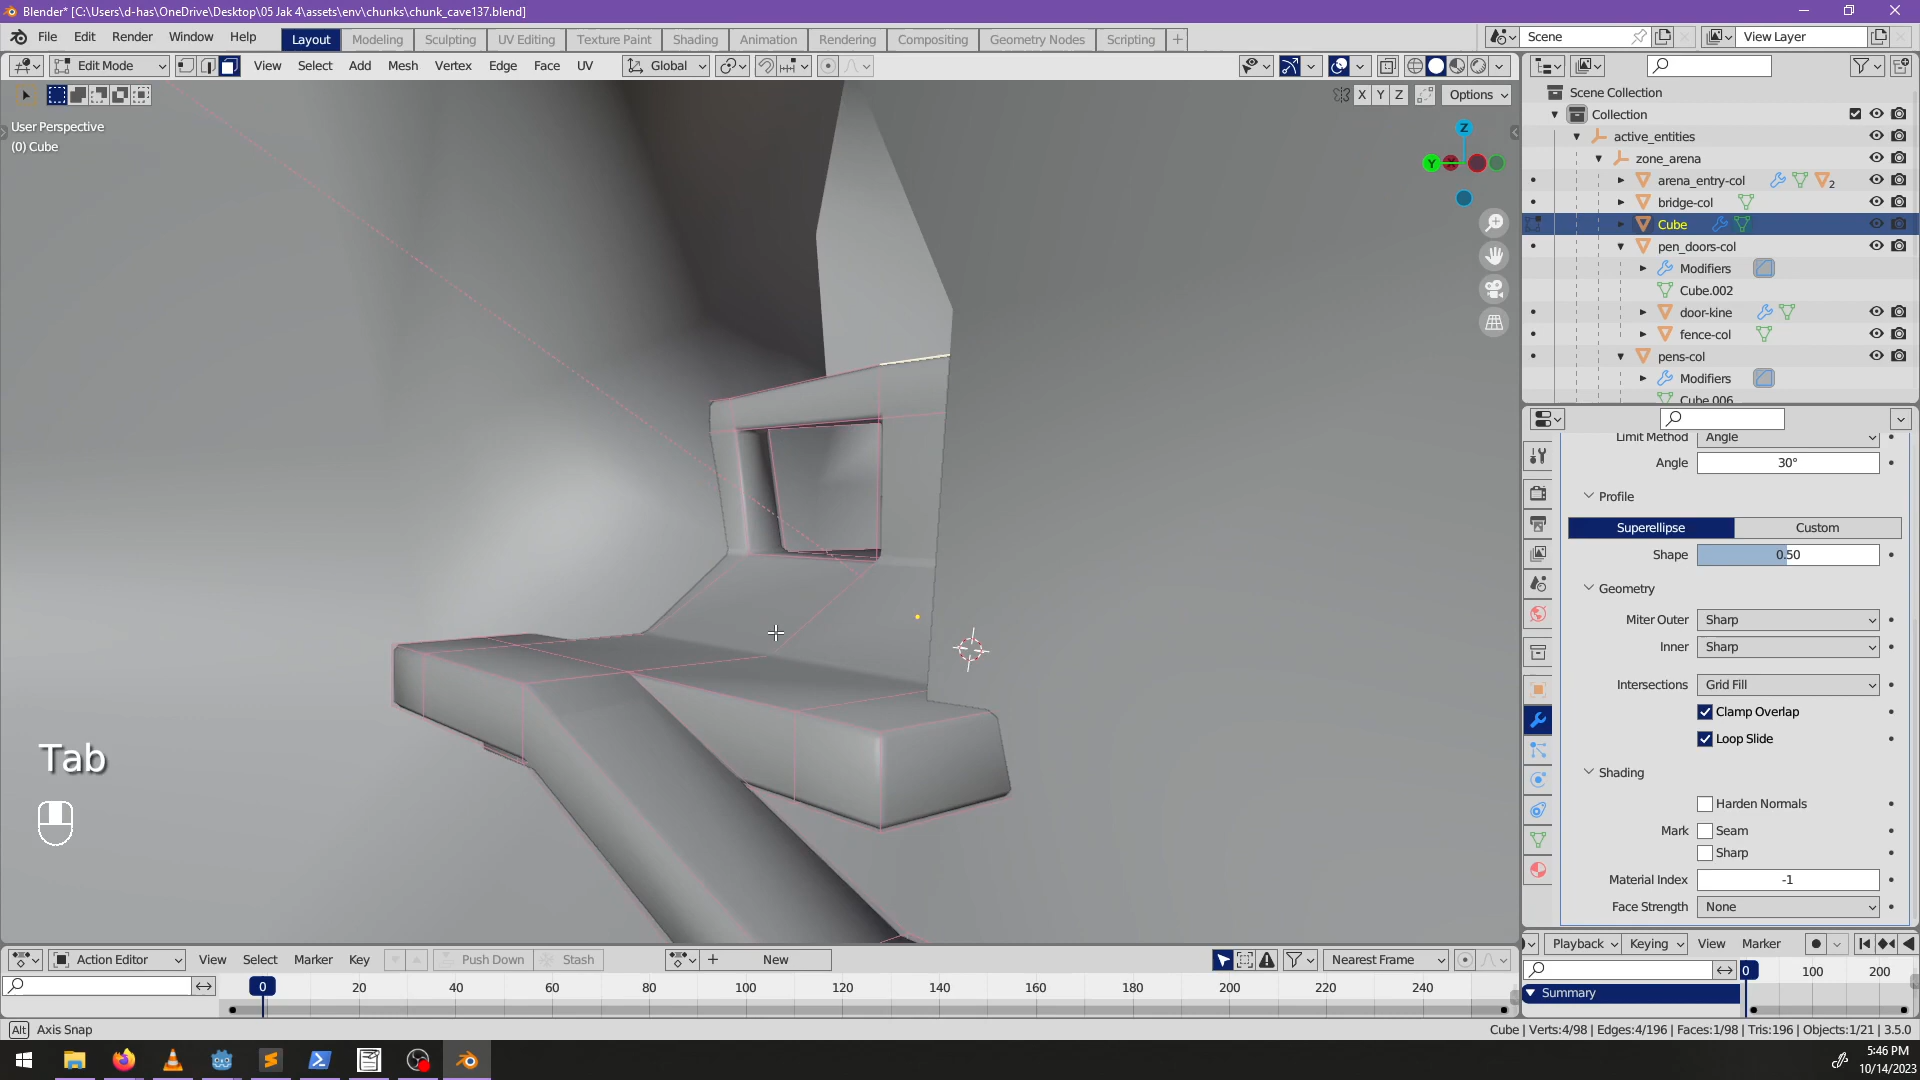 Blender* [C:\Users\d-has\OneDrive\Desktop\05 Jak 4\assets\env\chunks\chunk_cave137.blend]
File Edit Render Window Help Layout Modeling Sculpting UV Editing Texture Paint Shading Animation Rendering Compositing Geometry Nodes Scripting + Scene View Layer
Edit Mode View Select Add Mesh Vertex Edge Face UV Global
X Y Z Options
User Perspective
(0) Cube
Z
Y X
Tab
Scene Collection
Collection
active_entities
zone_arena
arena_entry-col 2
bridge-col
Cube
pen_doors-col
Modifiers
Cube.002
door-kine
fence-col
pens-col
Modifiers
Cube.006
Limit Method Angle
Angle 30°
Profile
Superellipse Custom
Shape 0.50
Geometry
Miter Outer Sharp
Inner Sharp
Intersections Grid Fill
Clamp Overlap
Loop Slide
Shading
Harden Normals
Mark Seam
Sharp
Material Index -1
Face Strength None
Action Editor View Select Marker Key Push Down Stash + New Nearest Frame
0 20 40 60 80 100 120 140 160 180 200 220 240
Playback Keying View Marker
0 100 200
Summary
Alt Axis Snap
Cube | Verts:4/98 | Edges:4/196 | Faces:1/98 | Tris:196 | Objects:1/21 | 3.5.0
5:46 PM
10/14/2023